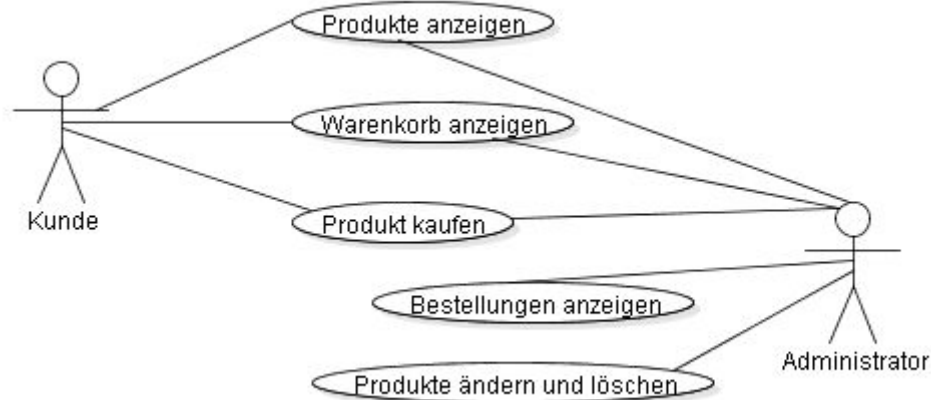 Produkte anzeigen
Warenkorb anzeigen
Kunde
Produkt kaufen
Bestellungen anzeigen
Administrator
Produkte ändern und löschen